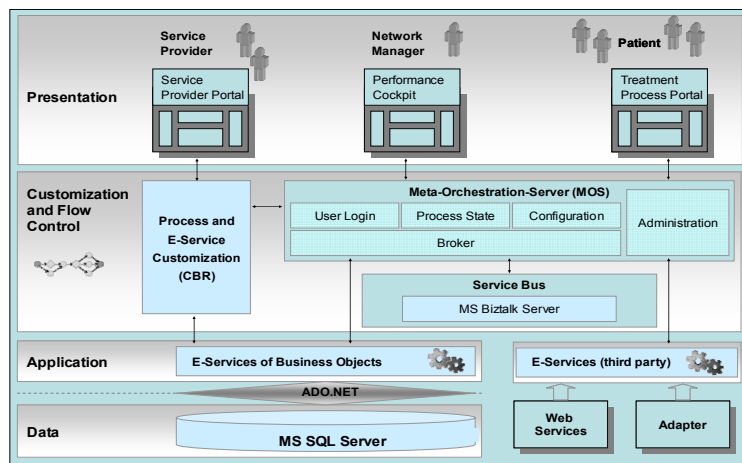 Service
Provider
Network
Manager
Patient
Presentation
Service
Provider Portal
Performance
Cockpit
Treatment
Process Portal
Customization
and Flow
Control
Process and
E-Service
Customization
(CBR)
Meta-Orchestration-Server (MOS)
User Login
Process State
Configuration
Administration
Broker
Service Bus
MS Biztalk Server
Application
E-Services of Business Objects
E-Services (third party)
ADO.NET
Data
MS SQL Server
Web
Services
Adapter